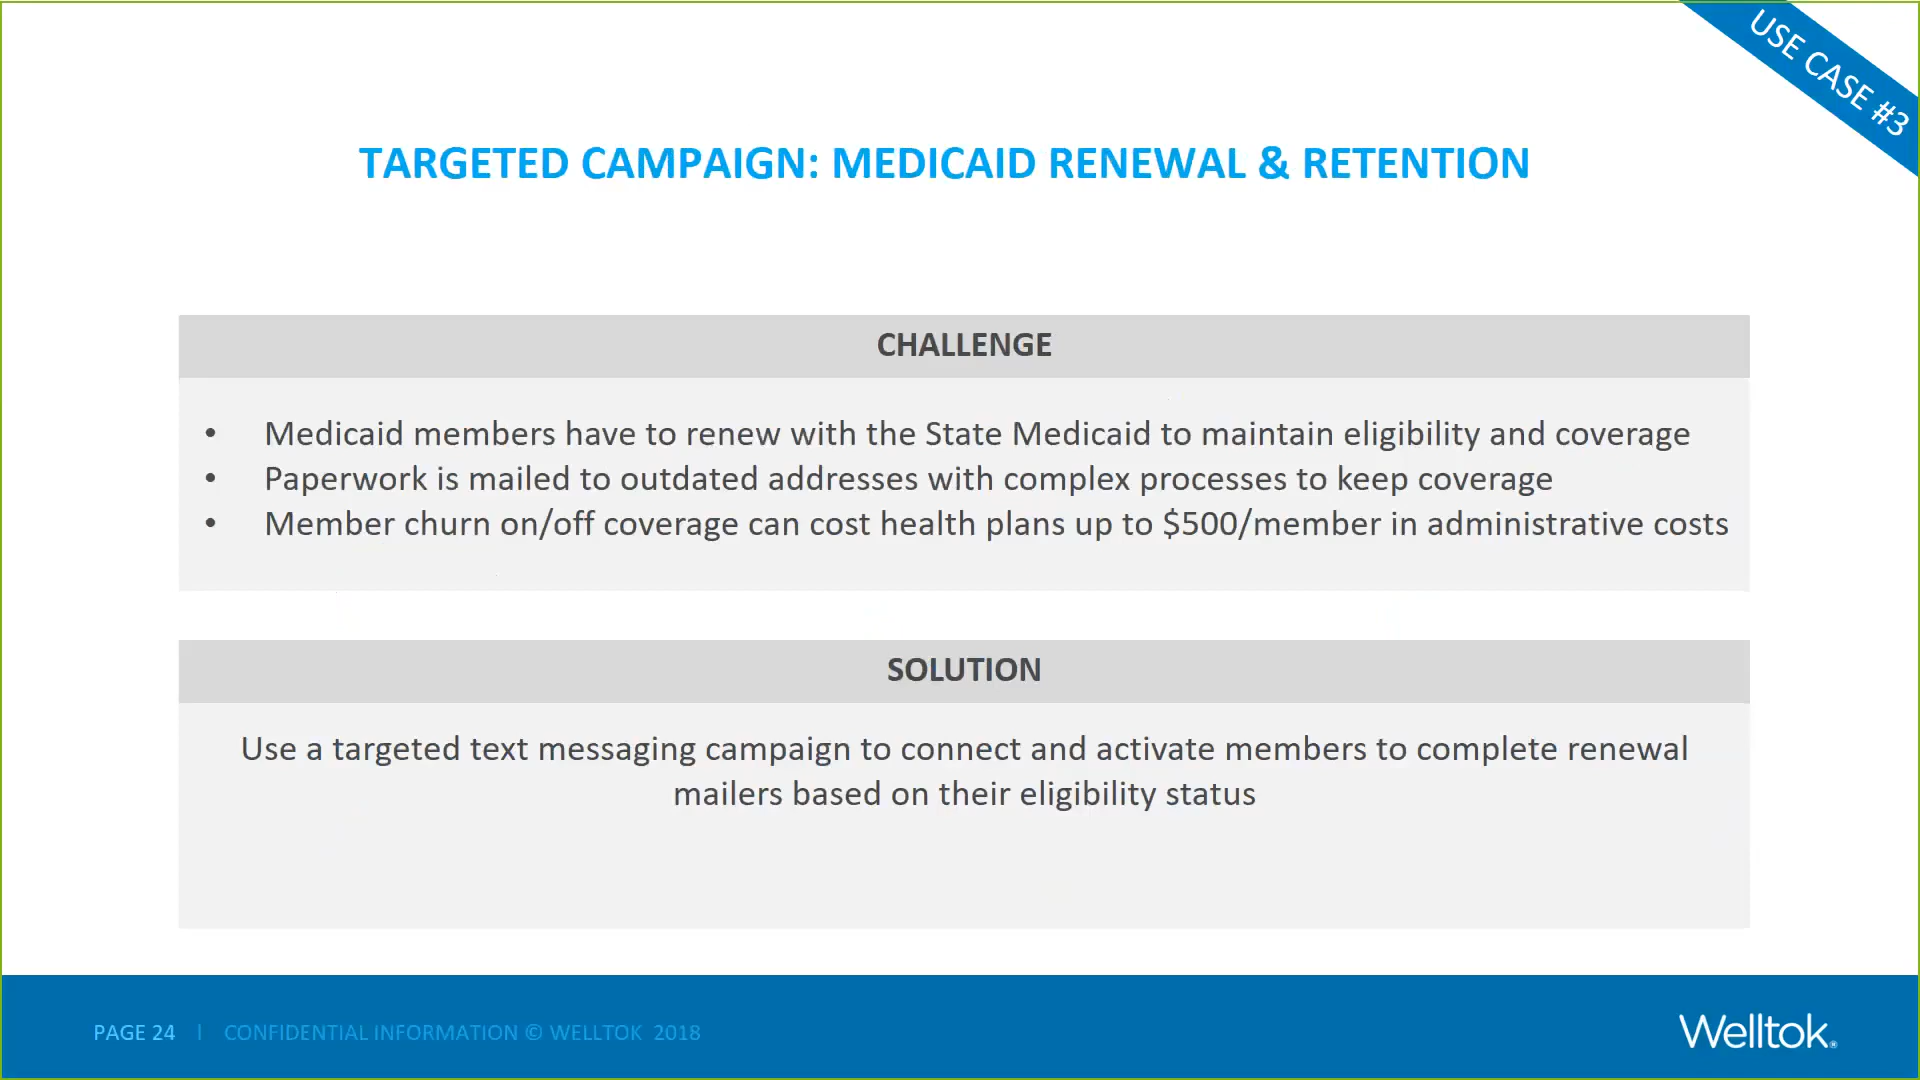 USE CASE #3
TARGETED CAMPAIGN: MEDICAID RENEWAL & RETENTION
CHALLENGE
• Medicaid members have to renew with the State Medicaid to maintain eligibility and coverage
• Paperwork is mailed to outdated addresses with complex processes to keep coverage
• Member churn on/off coverage can cost health plans up to $500/member in administrative costs
SOLUTION
Use a targeted text messaging campaign to connect and activate members to complete renewal
mailers based on their eligibility status
PAGE 24 | CONFIDENTIAL INFORMATION © WELLTOK 2018
Welltok®